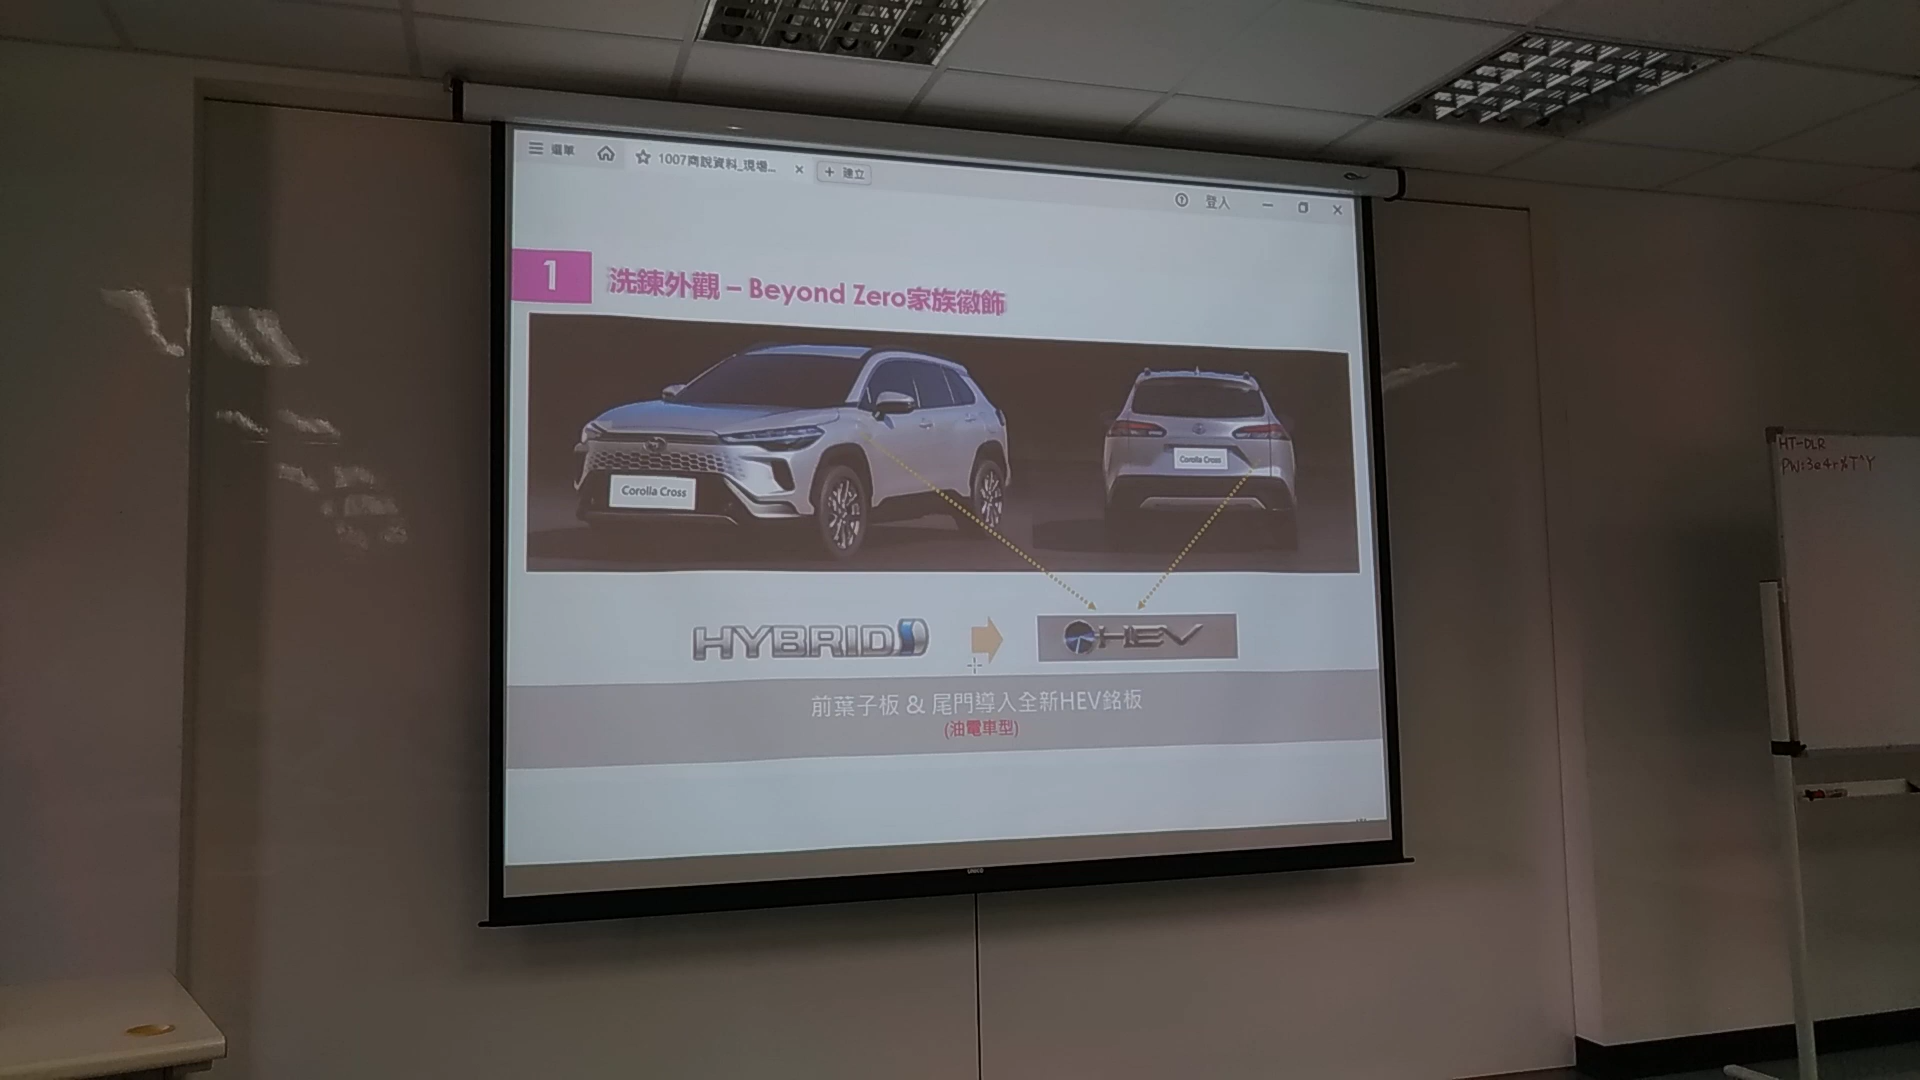 選單
1007商說資料_現場...
建立
登入
1
洗鍊外觀 – Beyond Zero家族徽飾
Corolla Cross
Corolla Cross
HYBRID
HEV
前葉子板 & 尾門導入全新HEV銘板
(油電車型)
HT-DLR